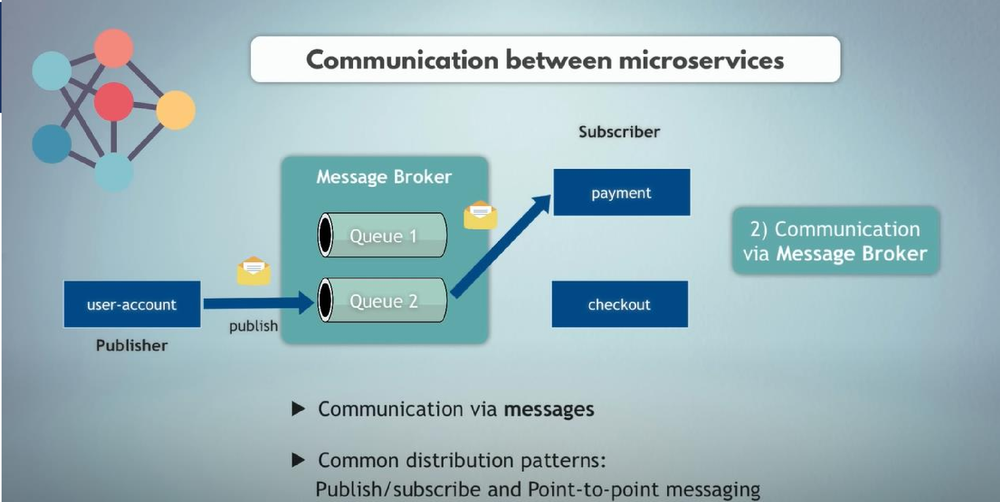 Communication between microservices
Subscriber
Message Broker
payment
Queue 1
2) Communication
via Message Broker
Queue 2
user-account
checkout
publish
Publisher
Communication via messages
Common distribution patterns:
Publish/subscribe and Point-to-point messaging